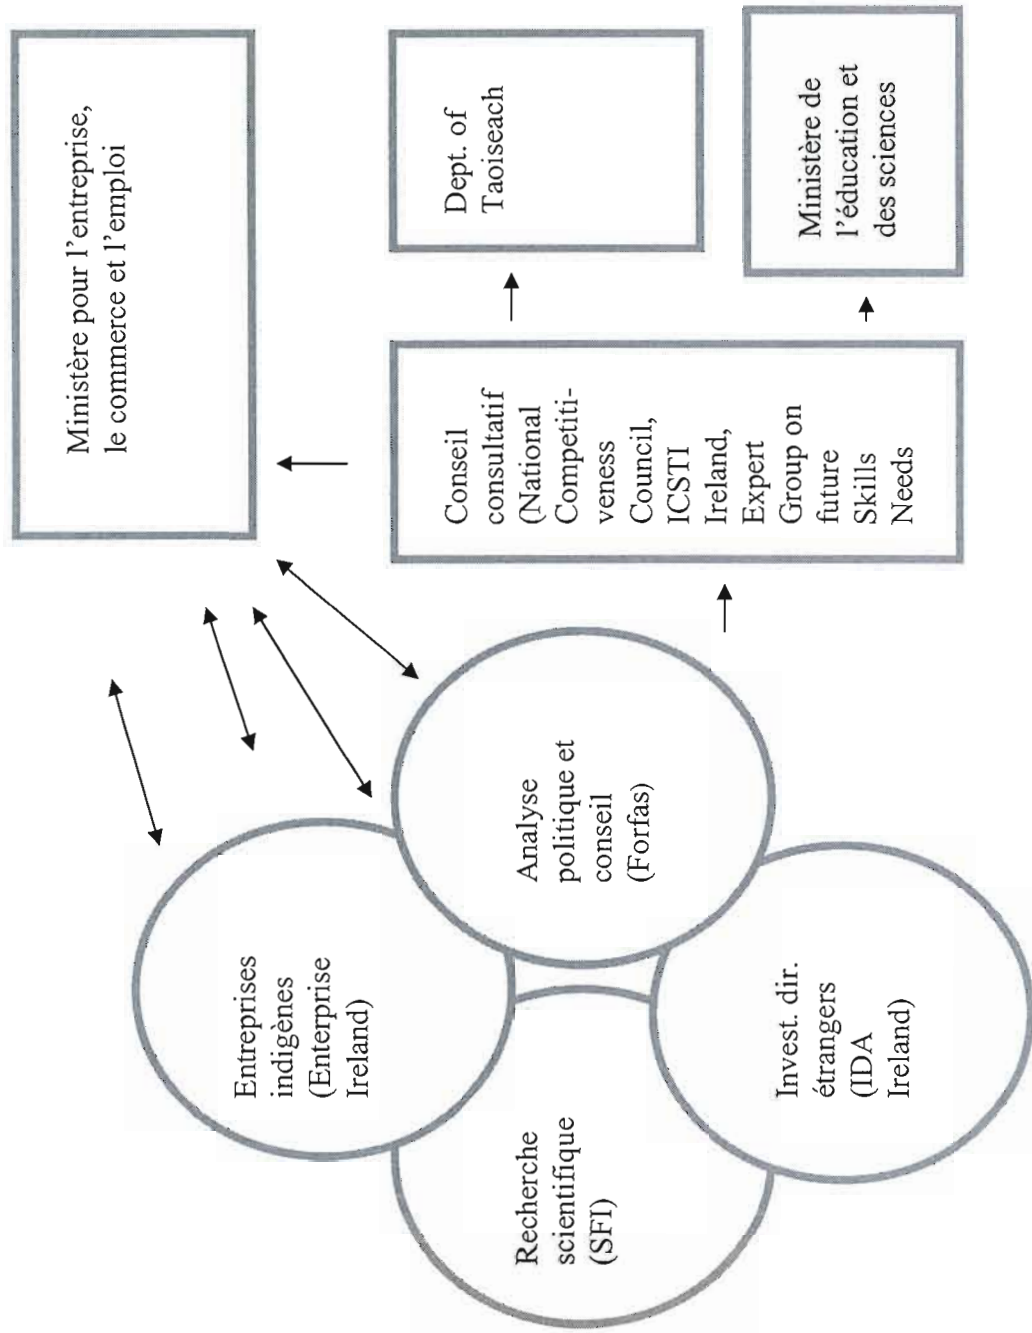 Ministère pour l'entreprise,
le commerce et l'emploi
Entreprises
indigènes
(Enterprise
Ireland)
Recherche
scientifique
(SFI)
Analyse
politique et
conseil
(Forfas)
Invest. dir.
étrangers
(IDA
Ireland)
Conseil
consultatif
(National
Competiti-
veness
Council,
ICSTI
Ireland,
Expert
Group on
future
Skills
Needs
Dept. of
Taoiseach
Ministère de
l'éducation et
des sciences